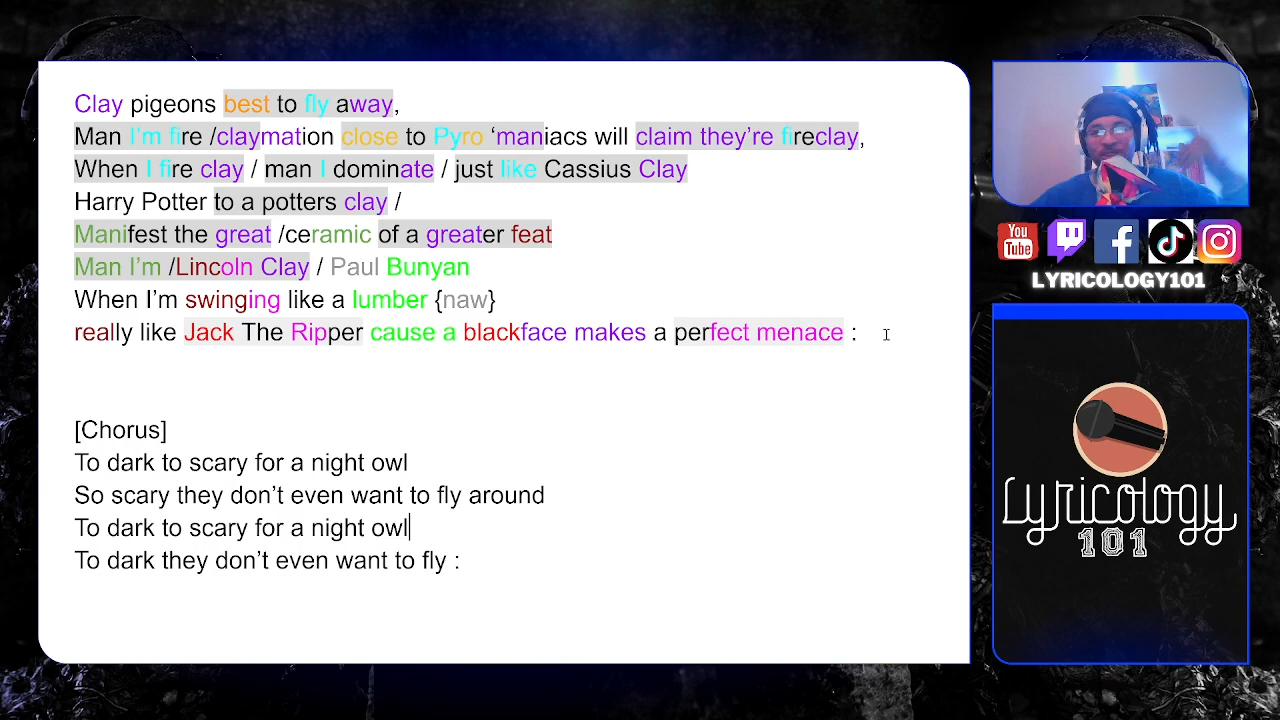 Clay pigeons best to fly away,
Man I'm fire /claymation close to Pyro ‘maniacs will claim they're fireclay,
When I fire clay / man I dominate / just like Cassius Clay
Harry Potter to a potters clay /
Manifest the great /ceramic of a greater feat
Man I'm /Lincoln Clay / Paul Bunyan
When I'm swinging like a lumber {naw}
really like Jack The Ripper cause a blackface makes a perfect menace :
[Chorus]
To dark to scary for a night owl
So scary they don't even want to fly around
To dark to scary for a night owl
To dark they don't even want to fly :
You
Tube
LYRICOLOGY101
Lyricology
101